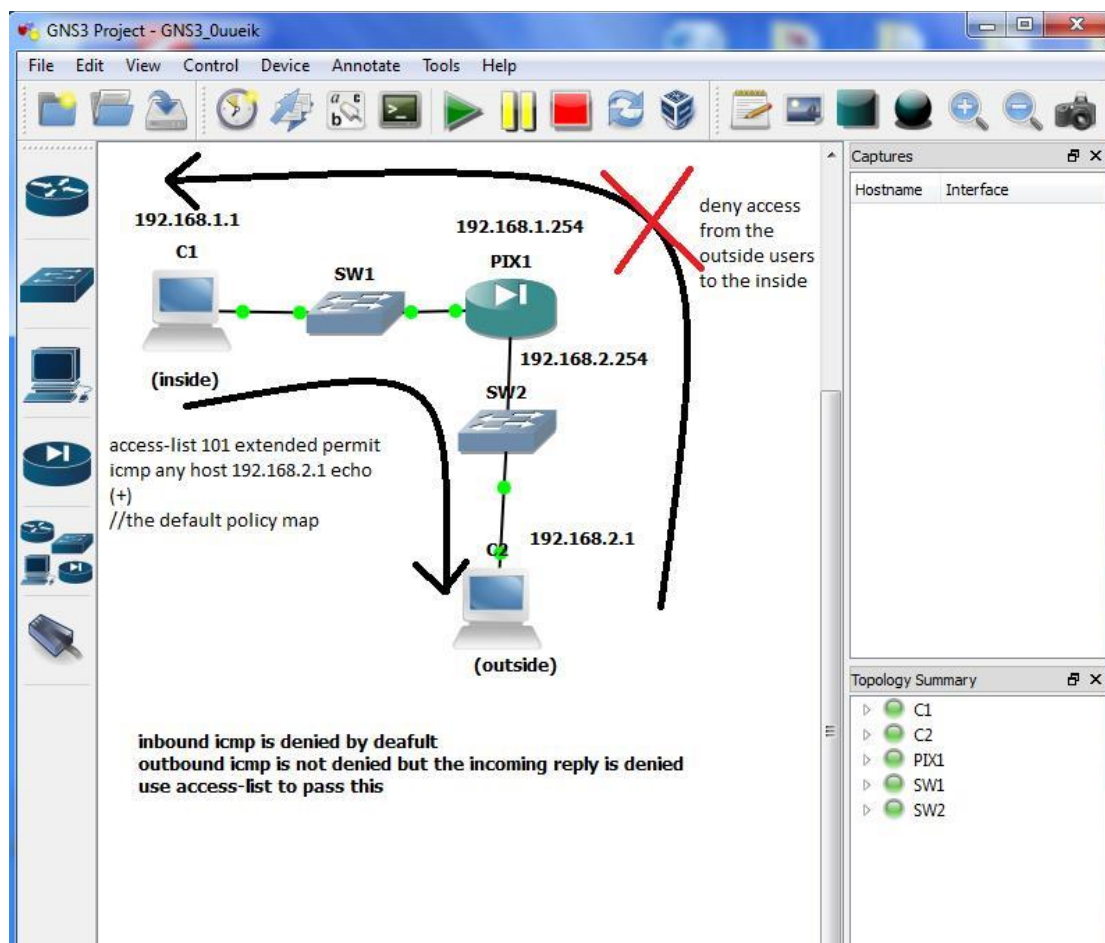 GNS3 Project - GNS3_0uueik
File Edit View Control Device Annotate Tools Help
Captures
Hostname Interface
192.168.1.1
C1
SW1
192.168.1.254
PIX1
deny access
from the
outside users
to the inside
(inside)
192.168.2.254
SW2
access-list 101 extended permit
icmp any host 192.168.2.1 echo
(+)
//the default policy map
192.168.2.1
C2
(outside)
inbound icmp is denied by deafult
outbound icmp is not denied but the incoming reply is denied
use access-list to pass this
Topology Summary
C1
C2
PIX1
SW1
SW2